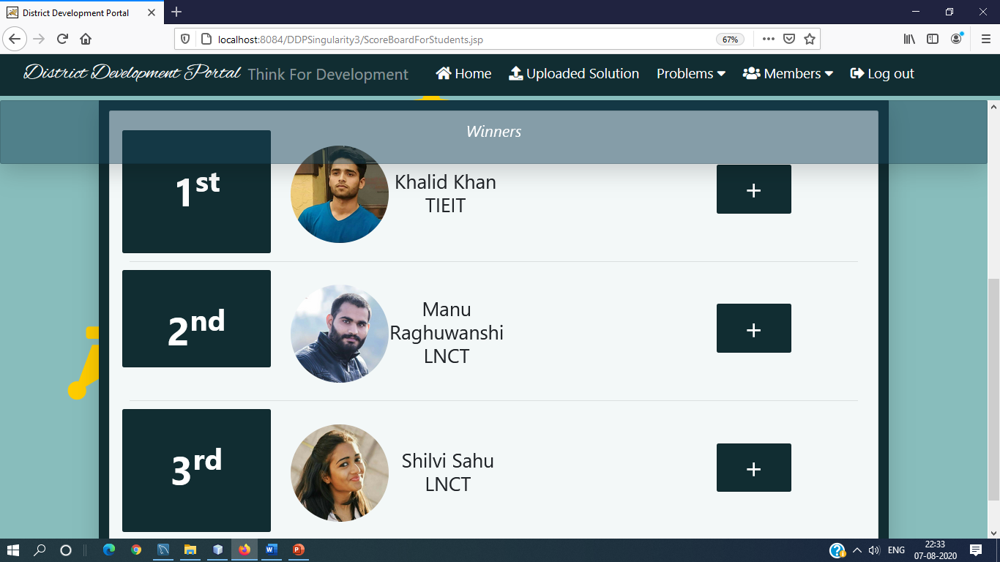 District Development Portal
localhost:8084/DDPSingularity3/ScoreBoardForStudents.jsp
67%
District Development Portal Think For Development Home Uploaded Solution Problems Members Log out
Winners
1st
Khalid Khan
TIEIT
+
2nd
Manu
Raghuwanshi
LNCT
+
3rd
Shilvi Sahu
LNCT
+
ENG
22:33
07-08-2020